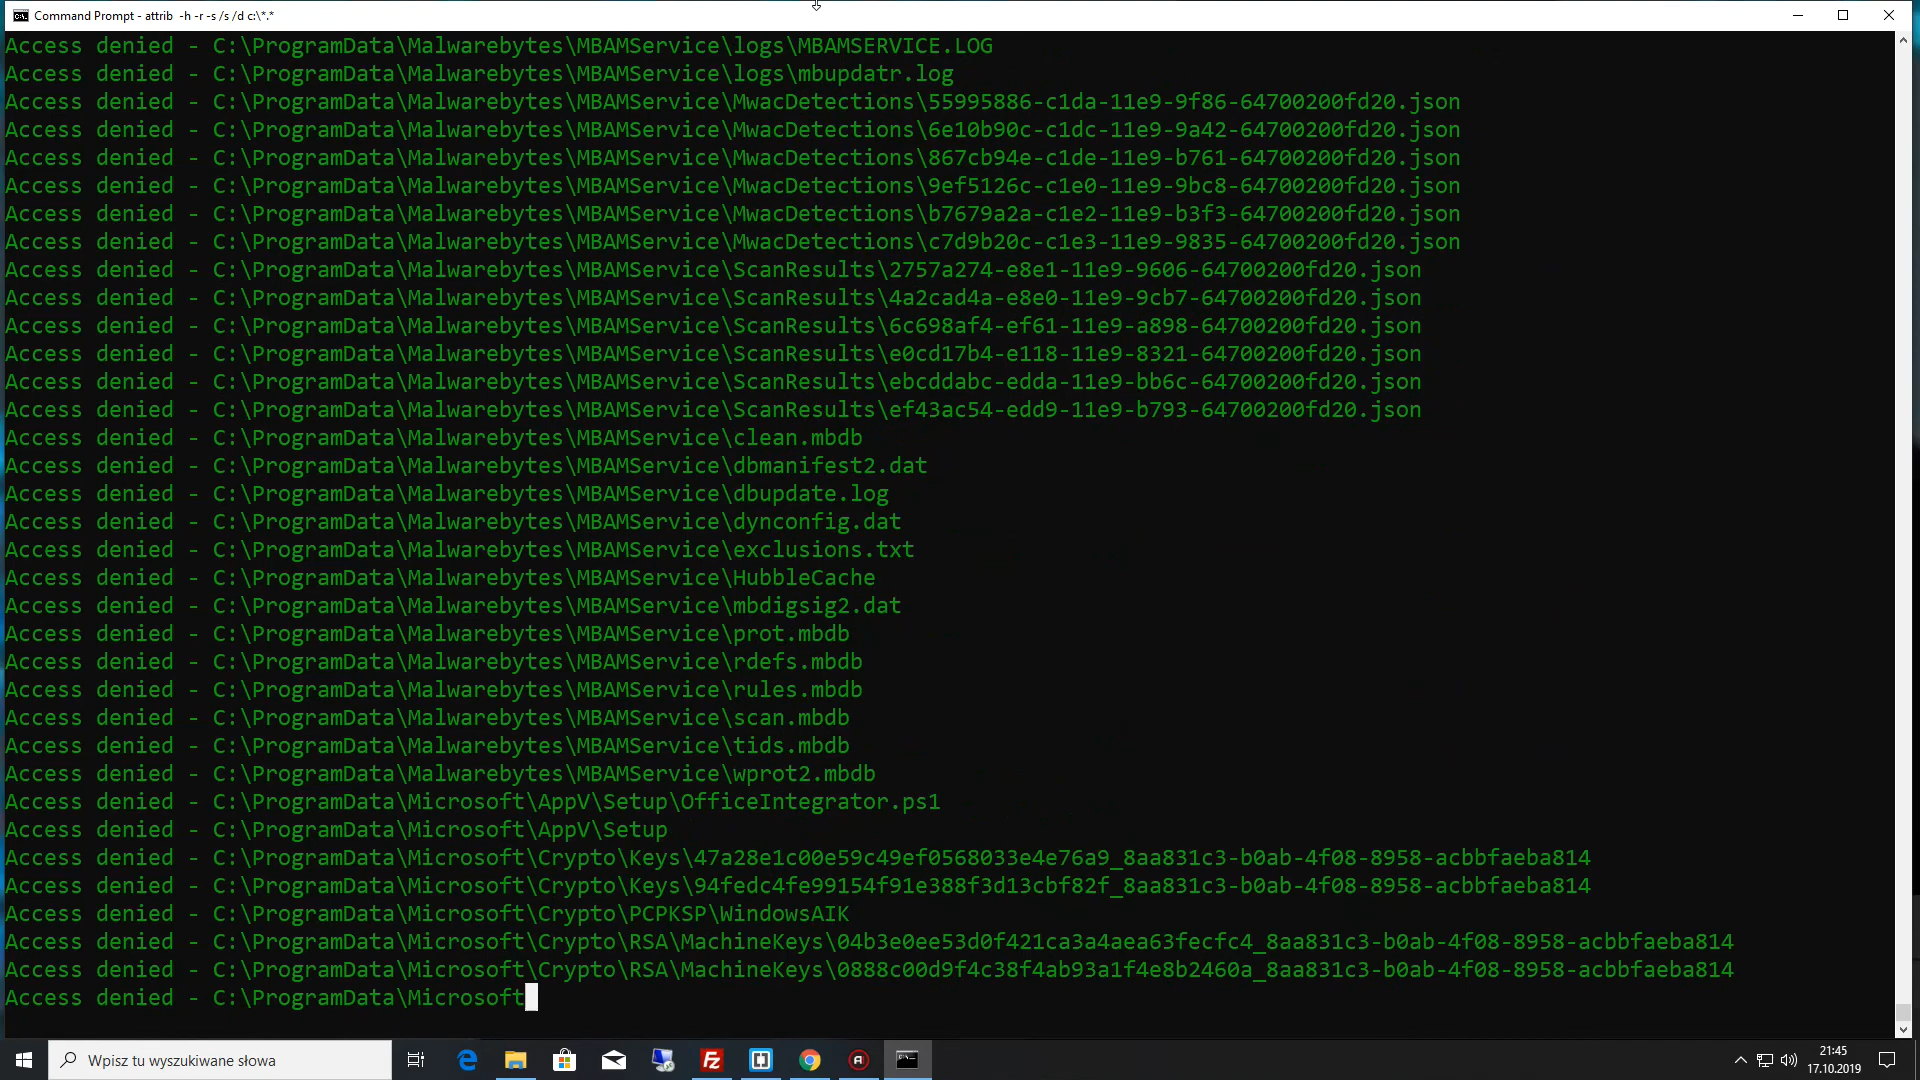 Command Prompt - attrib  -h -r -s /s /d c:\*.*
Access denied - C:\ProgramData\Malwarebytes\MBAMService\logs\MBAMSERVICE.LOG
Access denied - C:\ProgramData\Malwarebytes\MBAMService\logs\mbupdatr.log
Access denied - C:\ProgramData\Malwarebytes\MBAMService\MwacDetections\55995886-c1da-11e9-9f86-64700200fd20.json
Access denied - C:\ProgramData\Malwarebytes\MBAMService\MwacDetections\6e10b90c-c1dc-11e9-9a42-64700200fd20.json
Access denied - C:\ProgramData\Malwarebytes\MBAMService\MwacDetections\867cb94e-c1de-11e9-b761-64700200fd20.json
Access denied - C:\ProgramData\Malwarebytes\MBAMService\MwacDetections\9ef5126c-c1e0-11e9-9bc8-64700200fd20.json
Access denied - C:\ProgramData\Malwarebytes\MBAMService\MwacDetections\b7679a2a-c1e2-11e9-b3f3-64700200fd20.json
Access denied - C:\ProgramData\Malwarebytes\MBAMService\MwacDetections\c7d9b20c-c1e3-11e9-9835-64700200fd20.json
Access denied - C:\ProgramData\Malwarebytes\MBAMService\ScanResults\2757a274-e8e1-11e9-9606-64700200fd20.json
Access denied - C:\ProgramData\Malwarebytes\MBAMService\ScanResults\4a2cad4a-e8e0-11e9-9cb7-64700200fd20.json
Access denied - C:\ProgramData\Malwarebytes\MBAMService\ScanResults\6c698af4-ef61-11e9-a898-64700200fd20.json
Access denied - C:\ProgramData\Malwarebytes\MBAMService\ScanResults\e0cd17b4-e118-11e9-8321-64700200fd20.json
Access denied - C:\ProgramData\Malwarebytes\MBAMService\ScanResults\ebcddabc-edda-11e9-bb6c-64700200fd20.json
Access denied - C:\ProgramData\Malwarebytes\MBAMService\ScanResults\ef43ac54-edd9-11e9-b793-64700200fd20.json
Access denied - C:\ProgramData\Malwarebytes\MBAMService\clean.mbdb
Access denied - C:\ProgramData\Malwarebytes\MBAMService\dbmanifest2.dat
Access denied - C:\ProgramData\Malwarebytes\MBAMService\dbupdate.log
Access denied - C:\ProgramData\Malwarebytes\MBAMService\dynconfig.dat
Access denied - C:\ProgramData\Malwarebytes\MBAMService\exclusions.txt
Access denied - C:\ProgramData\Malwarebytes\MBAMService\HubbleCache
Access denied - C:\ProgramData\Malwarebytes\MBAMService\mbdigsig2.dat
Access denied - C:\ProgramData\Malwarebytes\MBAMService\prot.mbdb
Access denied - C:\ProgramData\Malwarebytes\MBAMService\rdefs.mbdb
Access denied - C:\ProgramData\Malwarebytes\MBAMService\rules.mbdb
Access denied - C:\ProgramData\Malwarebytes\MBAMService\scan.mbdb
Access denied - C:\ProgramData\Malwarebytes\MBAMService\tids.mbdb
Access denied - C:\ProgramData\Malwarebytes\MBAMService\wprot2.mbdb
Access denied - C:\ProgramData\Microsoft\AppV\Setup\OfficeIntegrator.ps1
Access denied - C:\ProgramData\Microsoft\AppV\Setup
Access denied - C:\ProgramData\Microsoft\Crypto\Keys\47a28e1c00e59c49ef0568033e4e76a9_8aa831c3-b0ab-4f08-8958-acbbfaeba814
Access denied - C:\ProgramData\Microsoft\Crypto\Keys\94fedc4fe99154f91e388f3d13cbf82f_8aa831c3-b0ab-4f08-8958-acbbfaeba814
Access denied - C:\ProgramData\Microsoft\Crypto\PCPKSP\WindowsAIK
Access denied - C:\ProgramData\Microsoft\Crypto\RSA\MachineKeys\04b3e0ee53d0f421ca3a4aea63fecfc4_8aa831c3-b0ab-4f08-8958-acbbfaeba814
Access denied - C:\ProgramData\Microsoft\Crypto\RSA\MachineKeys\0888c00d9f4c38f4ab93a1f4e8b2460a_8aa831c3-b0ab-4f08-8958-acbbfaeba814
Access denied - C:\ProgramData\Microsoft
Wpisz tu wyszukiwane słowa
21:45
17.10.2019